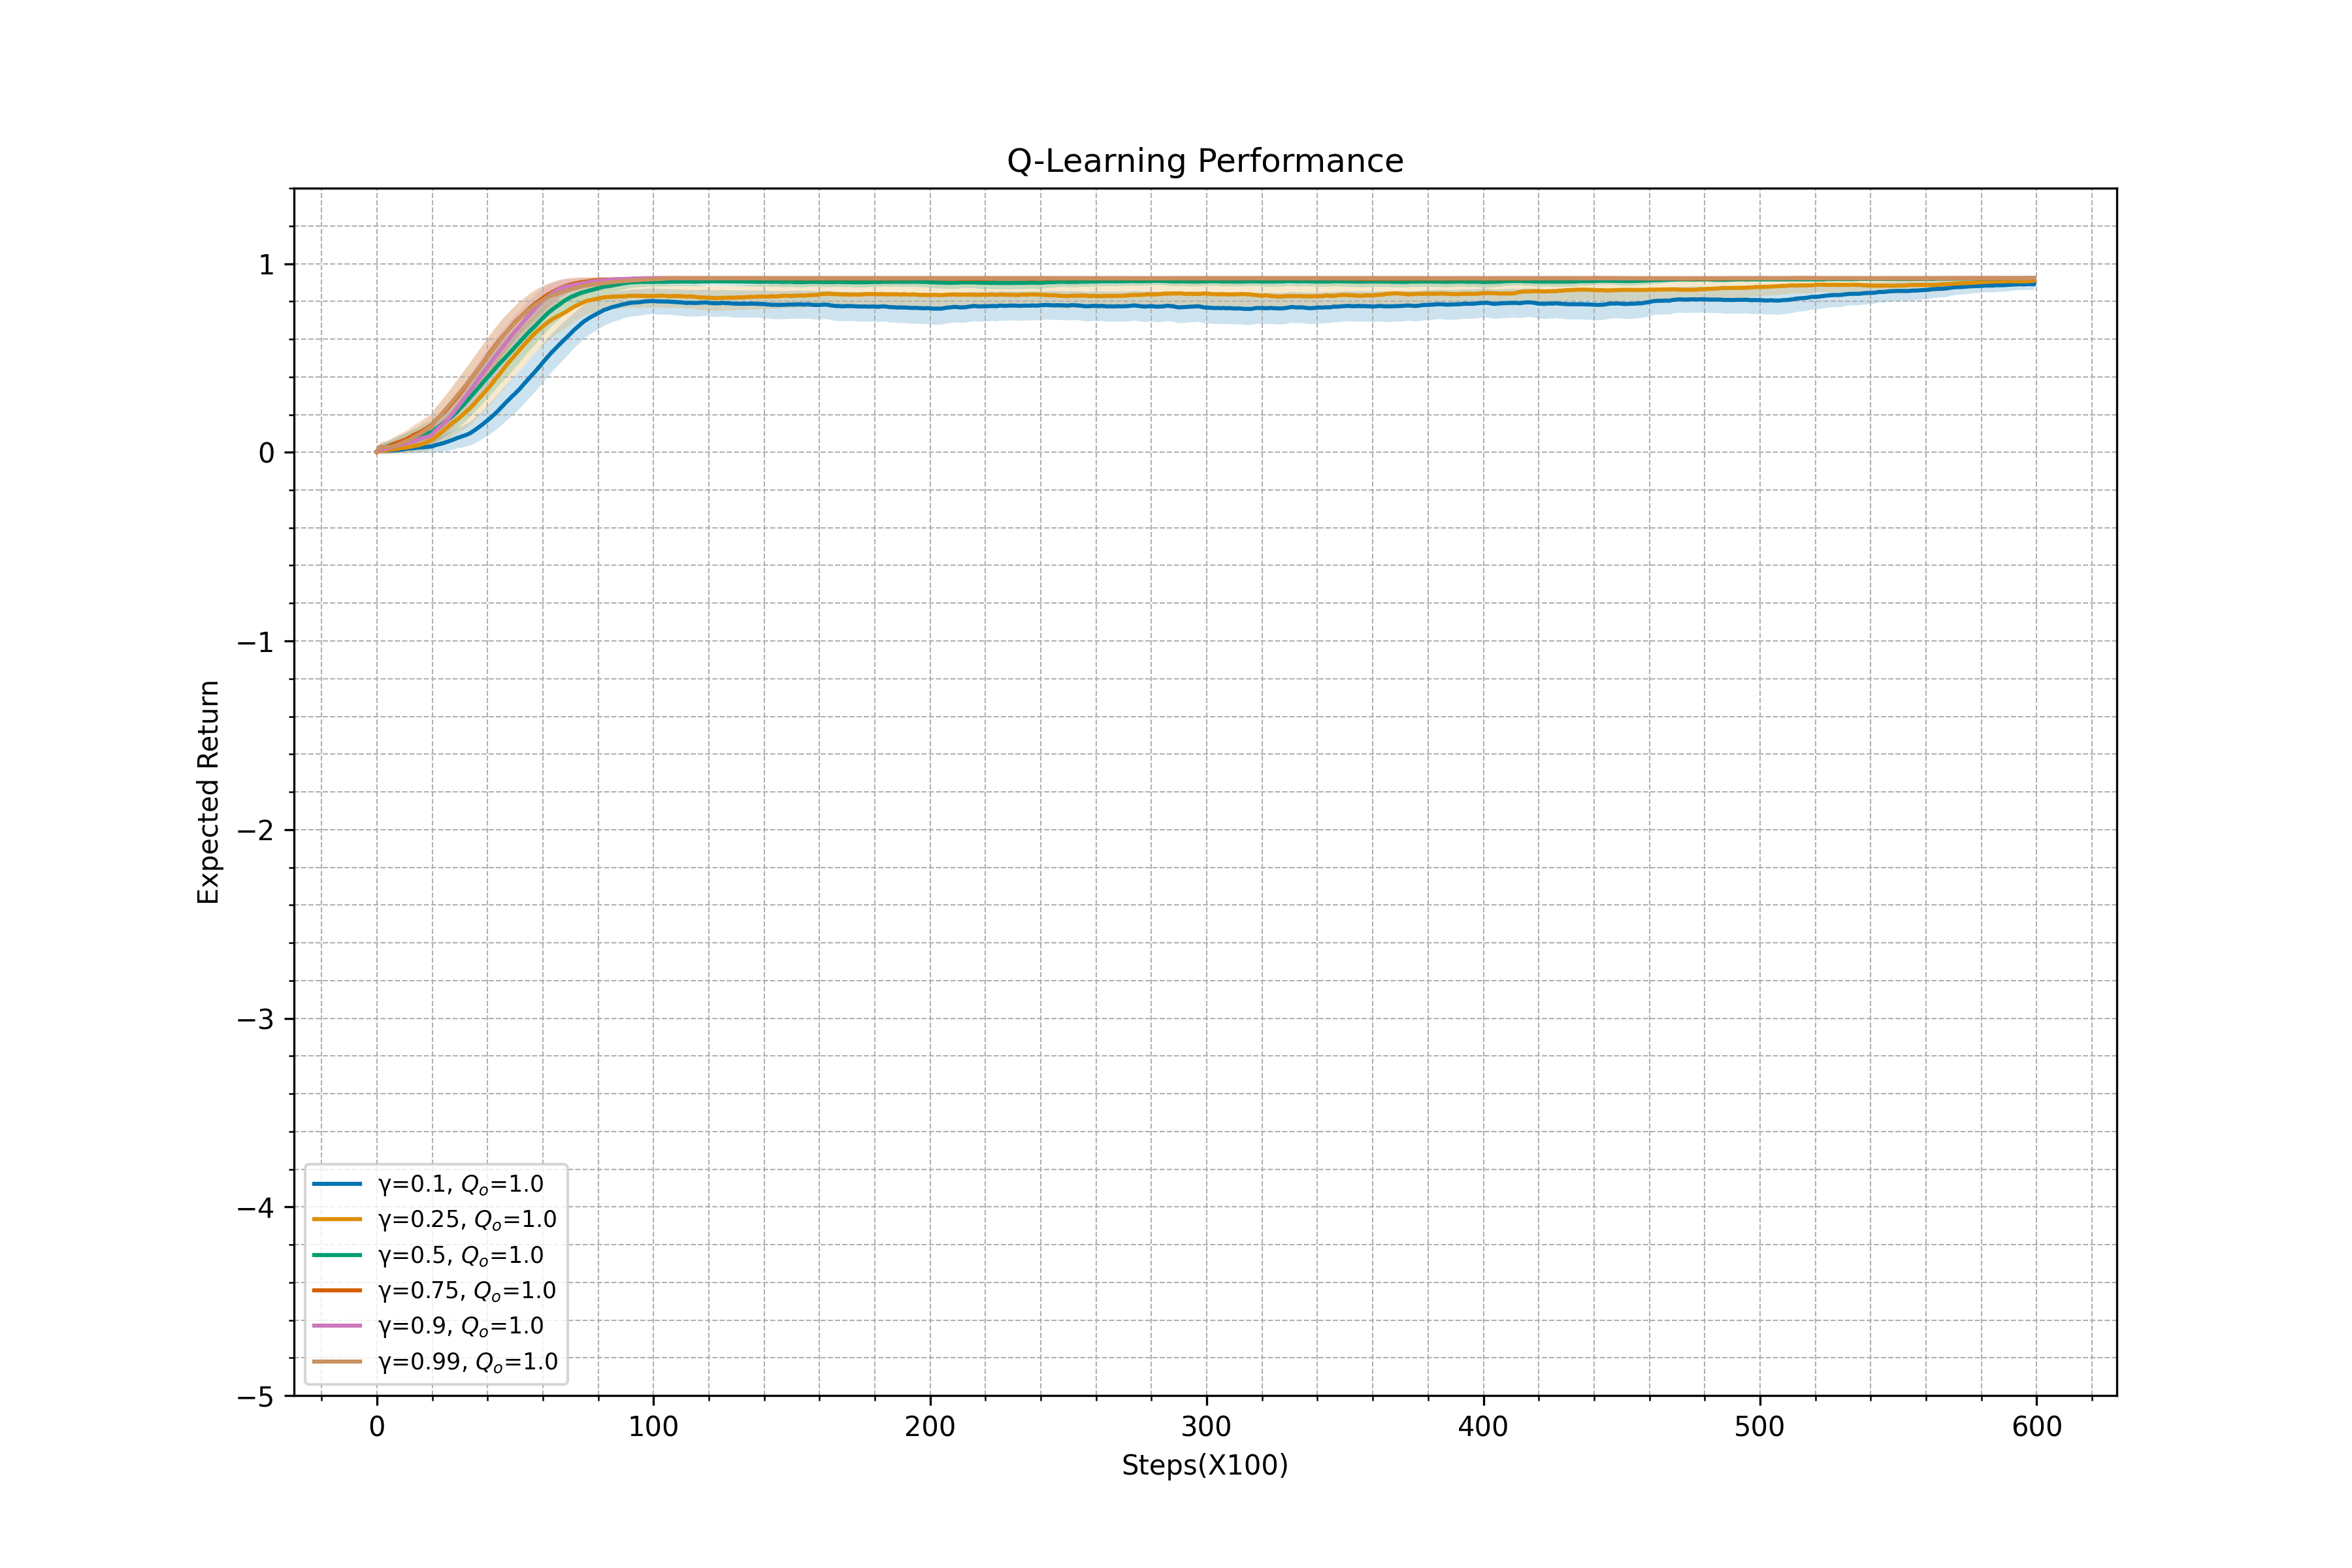 Q-Learning Performance
Expected Return
1
0
−1
−2
−3
−4
−5
γ=0.1, Qₒ=1.0
γ=0.25, Qₒ=1.0
γ=0.5, Qₒ=1.0
γ=0.75, Qₒ=1.0
γ=0.9, Qₒ=1.0
γ=0.99, Qₒ=1.0
0 100 200 300 400 500 600
Steps(X100)